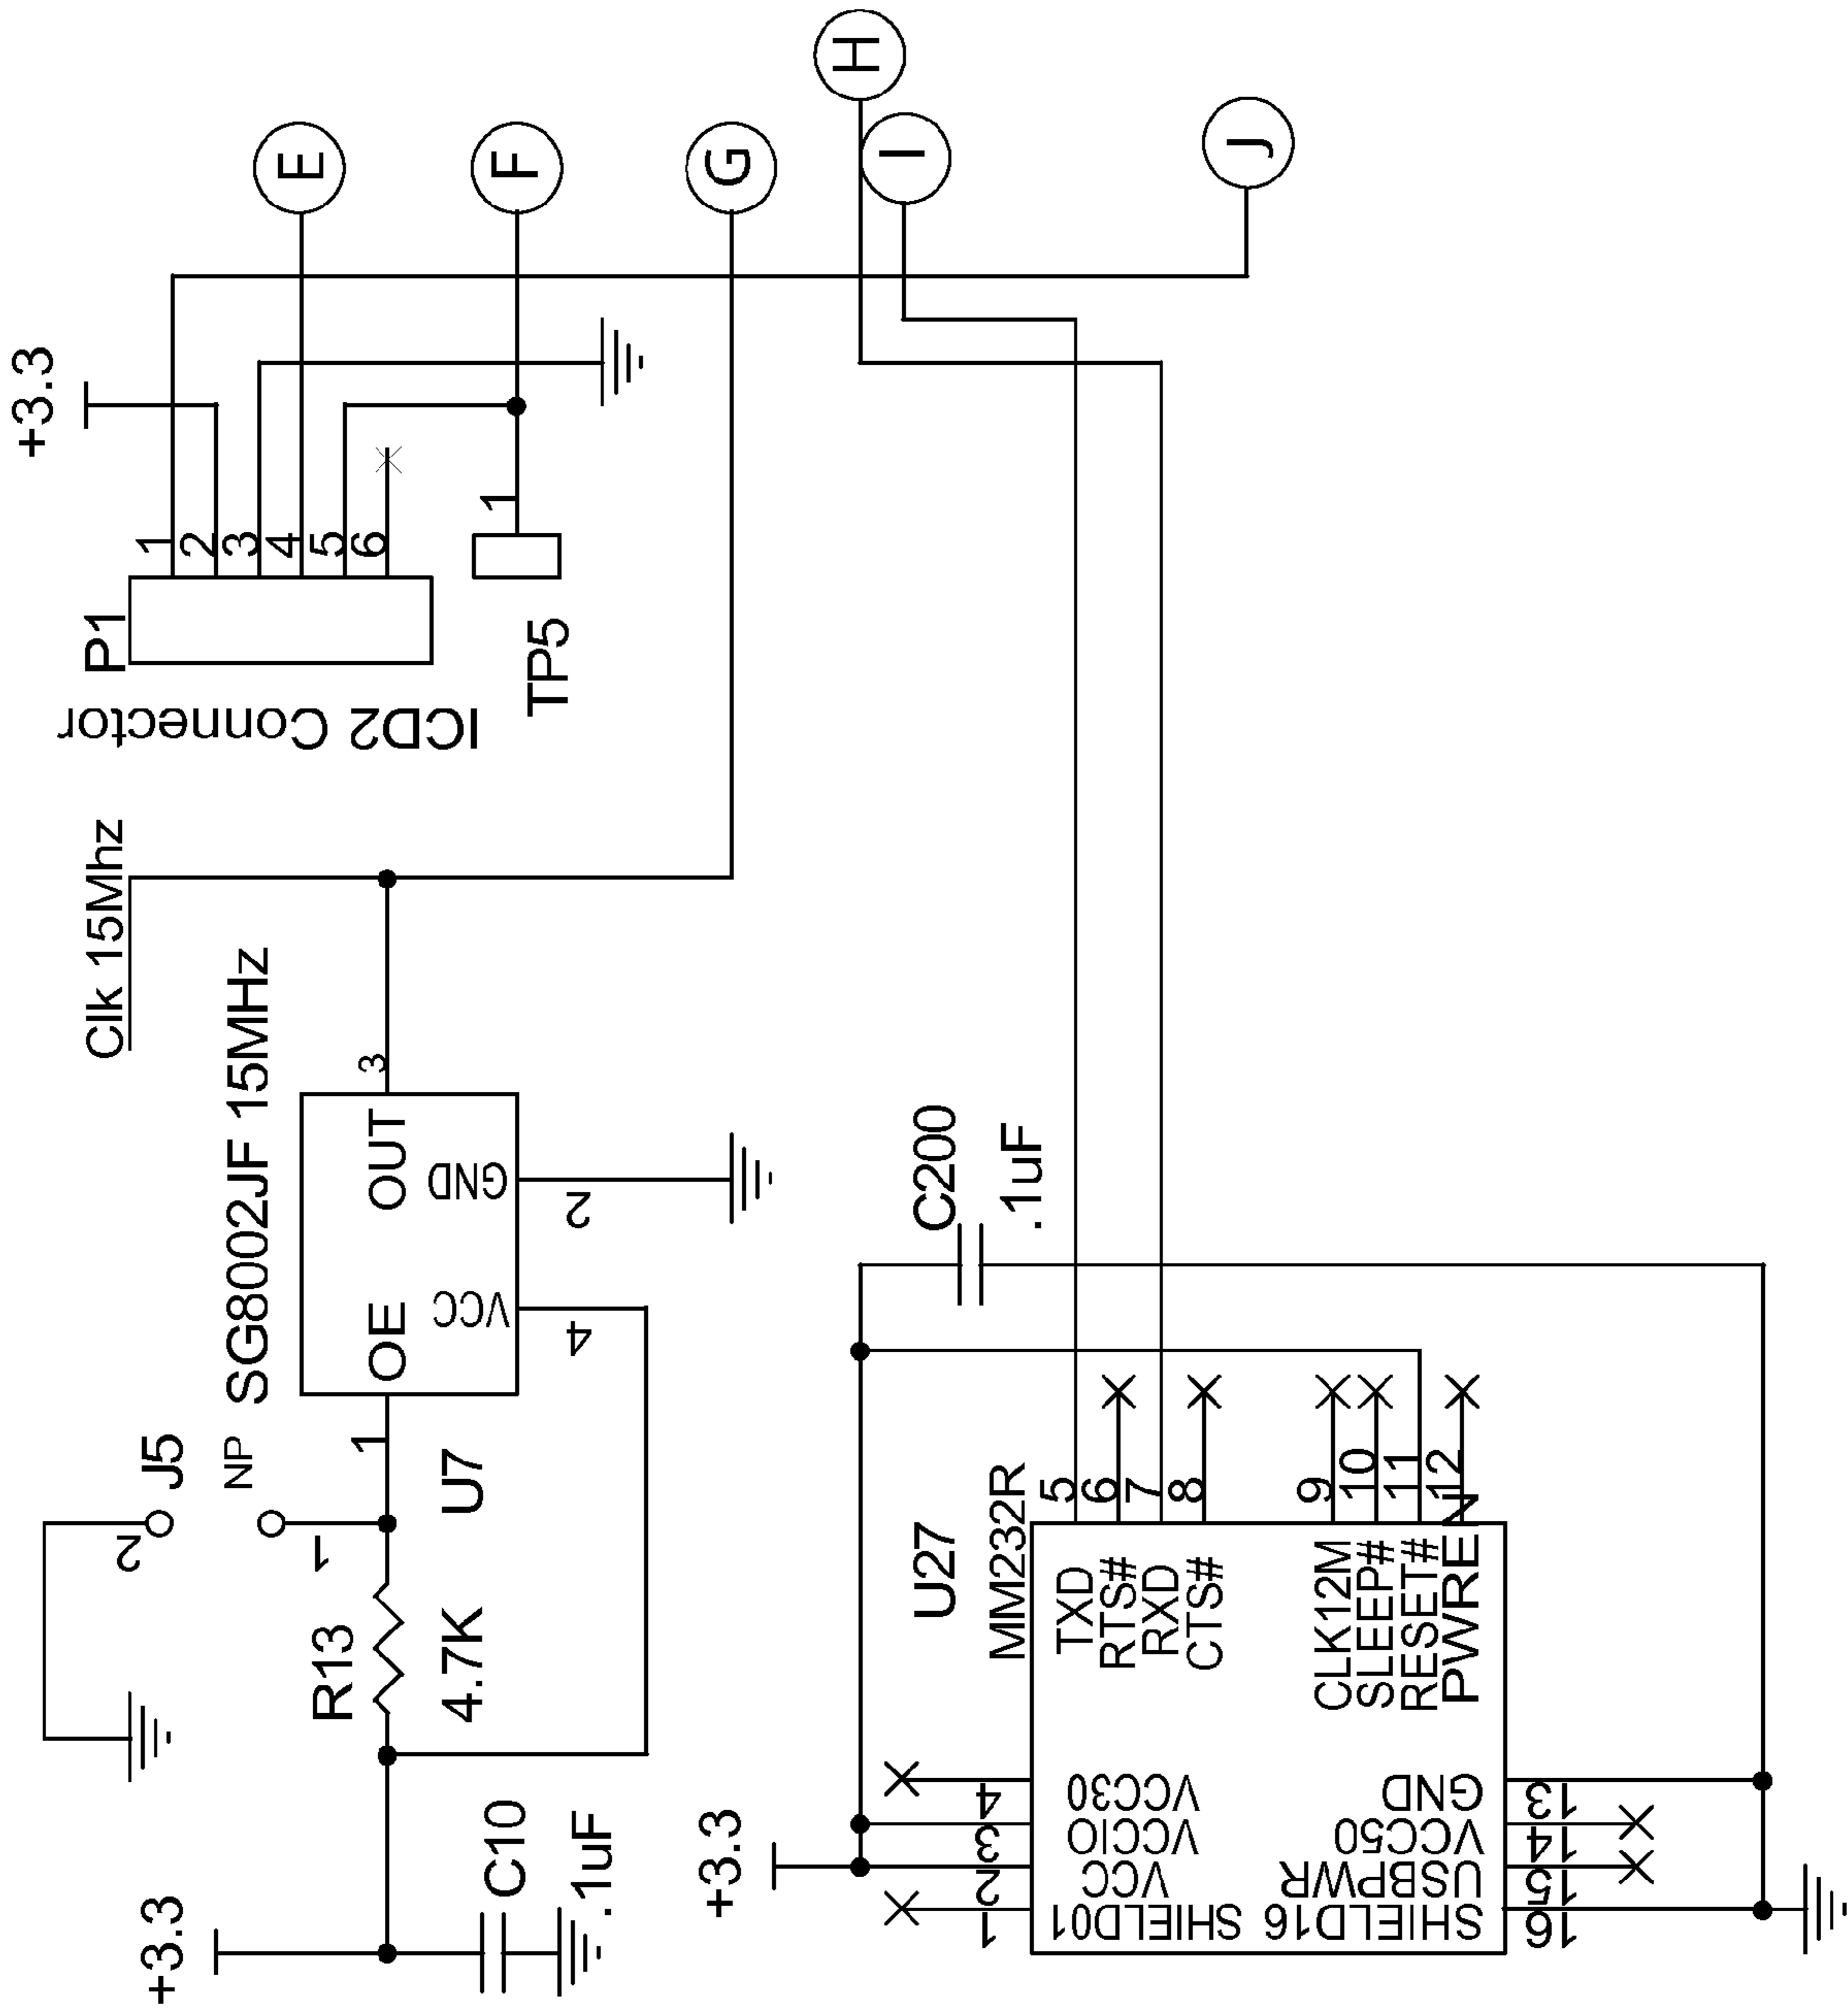 +3.3
C10
.1uF
R13
4.7K
J5
2
1
NP
U7
SG8002JF 15MHz
1
OE
OUT
3
VCC
4
GND
2
Clk 15Mhz
ICD2 Connector
P1
1
2
3
4
5
6
+3.3
TP5
1
E
F
G
H
I
J
+3.3
U27
MM232R
1
2
3
4
SHIELD01
VCC
VCCIO
VCC30
TXD
RTS#
RXD
CTS#
CLK12M
SLEEP#
RESET#
PWREN
5
6
7
8
9
10
11
12
SHIELD16
USBPWR
VCC50
GND
16
15
14
13
C200
.1uF